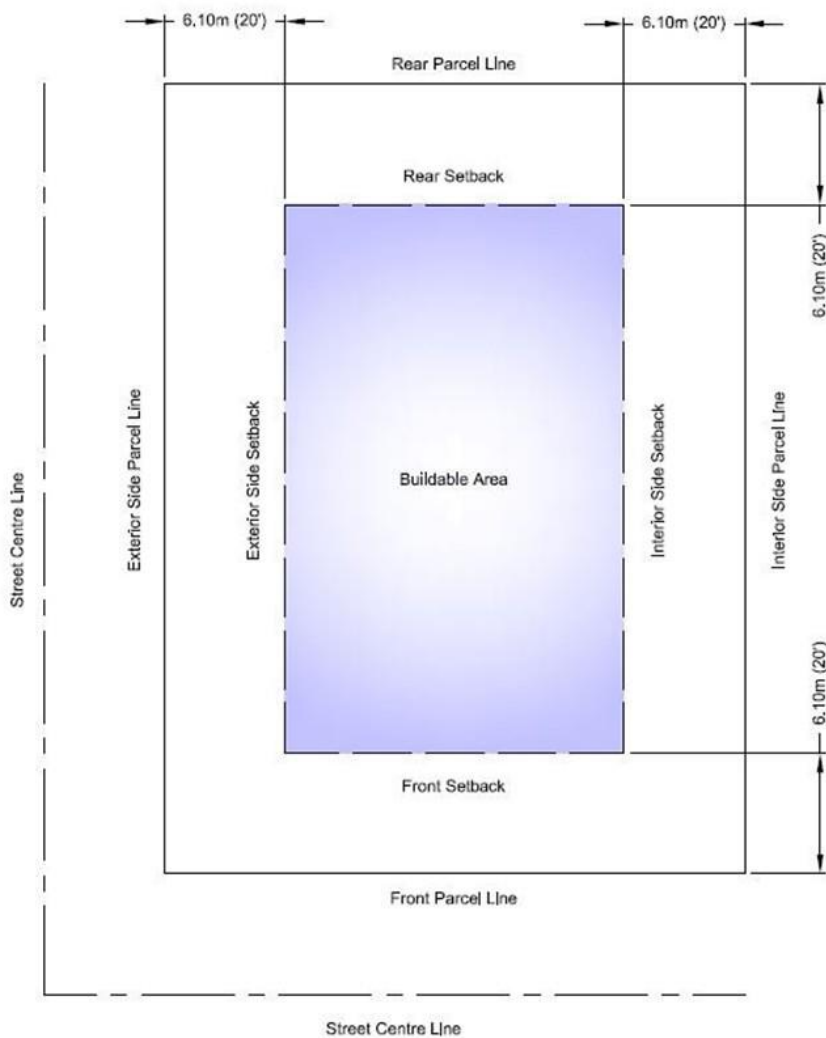 6.10m (20')
6.10m (20')
Rear Parcel Line
Rear Setback
6.10m (20')
Street Centre Line
Exterior Side Parcel Line
Exterior Side Setback
Buildable Area
Interior Side Setback
Interior Side Parcel Line
6.10m (20')
Front Setback
Front Parcel Line
Street Centre Line